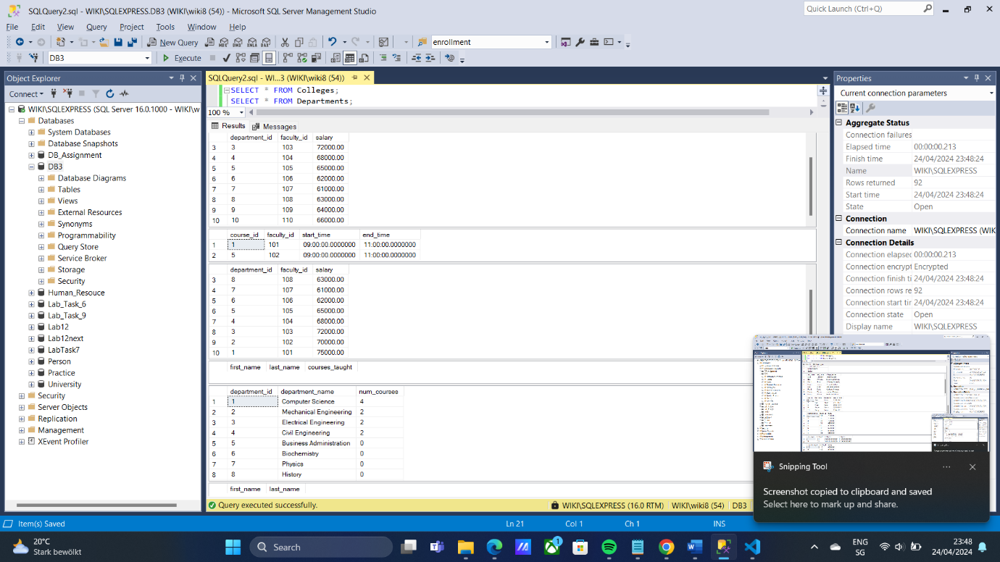 SQLQuery2.sql - WIKI\SQLEXPRESS.DB3 (WIKI\wiki8 (54)) - Microsoft SQL Server Management Studio
Quick Launch (Ctrl+Q)
File Edit View Query Project Tools Window Help
New Query
enrollment
DB3
Execute
Object Explorer
Connect
WIKI\SQLEXPRESS (SQL Server 16.0.1000 - WIKI\w
Databases
System Databases
Database Snapshots
DB_Assignment
DB3
Database Diagrams
Tables
Views
External Resources
Synonyms
Programmability
Query Store
Service Broker
Storage
Security
Human_Resouce
Lab_Task_6
Lab_Task_9
Lab12
Lab12next
LabTask7
Person
Practice
University
Security
Server Objects
Replication
Management
XEvent Profiler
SQLQuery2.sql - WI...3 (WIKI\wiki8 (54))
SELECT * FROM Colleges;
SELECT * FROM Departments;
100 %
Results Messages
department_id faculty_id salary
3 3 103 72000.00
4 4 104 68000.00
5 5 105 65000.00
6 6 106 62000.00
7 7 107 61000.00
8 8 108 63000.00
9 9 109 64000.00
10 10 110 66000.00
course_id faculty_id start_time end_time
1 1 101 09:00:00.0000000 11:00:00.0000000
2 5 102 09:00:00.0000000 11:00:00.0000000
department_id faculty_id salary
3 8 108 63000.00
4 7 107 61000.00
5 6 106 62000.00
6 5 105 65000.00
7 4 104 68000.00
8 3 103 72000.00
9 2 102 70000.00
10 1 101 75000.00
first_name last_name courses_taught
department_id department_name num_courses
1 1 Computer Science 4
2 2 Mechanical Engineering 2
3 3 Electrical Engineering 2
4 4 Civil Engineering 2
5 5 Business Administration 0
6 6 Biochemistry 0
7 7 Physics 0
8 8 History 0
first_name last_name
Query executed successfully.
WIKI\SQLEXPRESS (16.0 RTM) WIKI\wiki8 (54) DB3
Properties
Current connection parameters
Aggregate Status
Connection failures
Elapsed time 00:00:00.213
Finish time 24/04/2024 23:48:24
Name WIKI\SQLEXPRESS
Rows returned 92
Start time 24/04/2024 23:48:24
State Open
Connection
Connection name WIKI\SQLEXPRESS (WIK
Connection Details
Connection elapsec 00:00:00.213
Connection encrypt Encrypted
Connection finish ti 24/04/2024 23:48:24
Connection rows re 92
Connection start tir 24/04/2024 23:48:24
Connection state Open
Display name WIKI\SQLEXPRESS
Snipping Tool
Screenshot copied to clipboard and saved
Select here to mark up and share.
Item(s) Saved
Ln 21 Col 1 Ch 1 INS
20°C
Stark bewölkt
Search
1
ENG
SG
23:48
24/04/2024